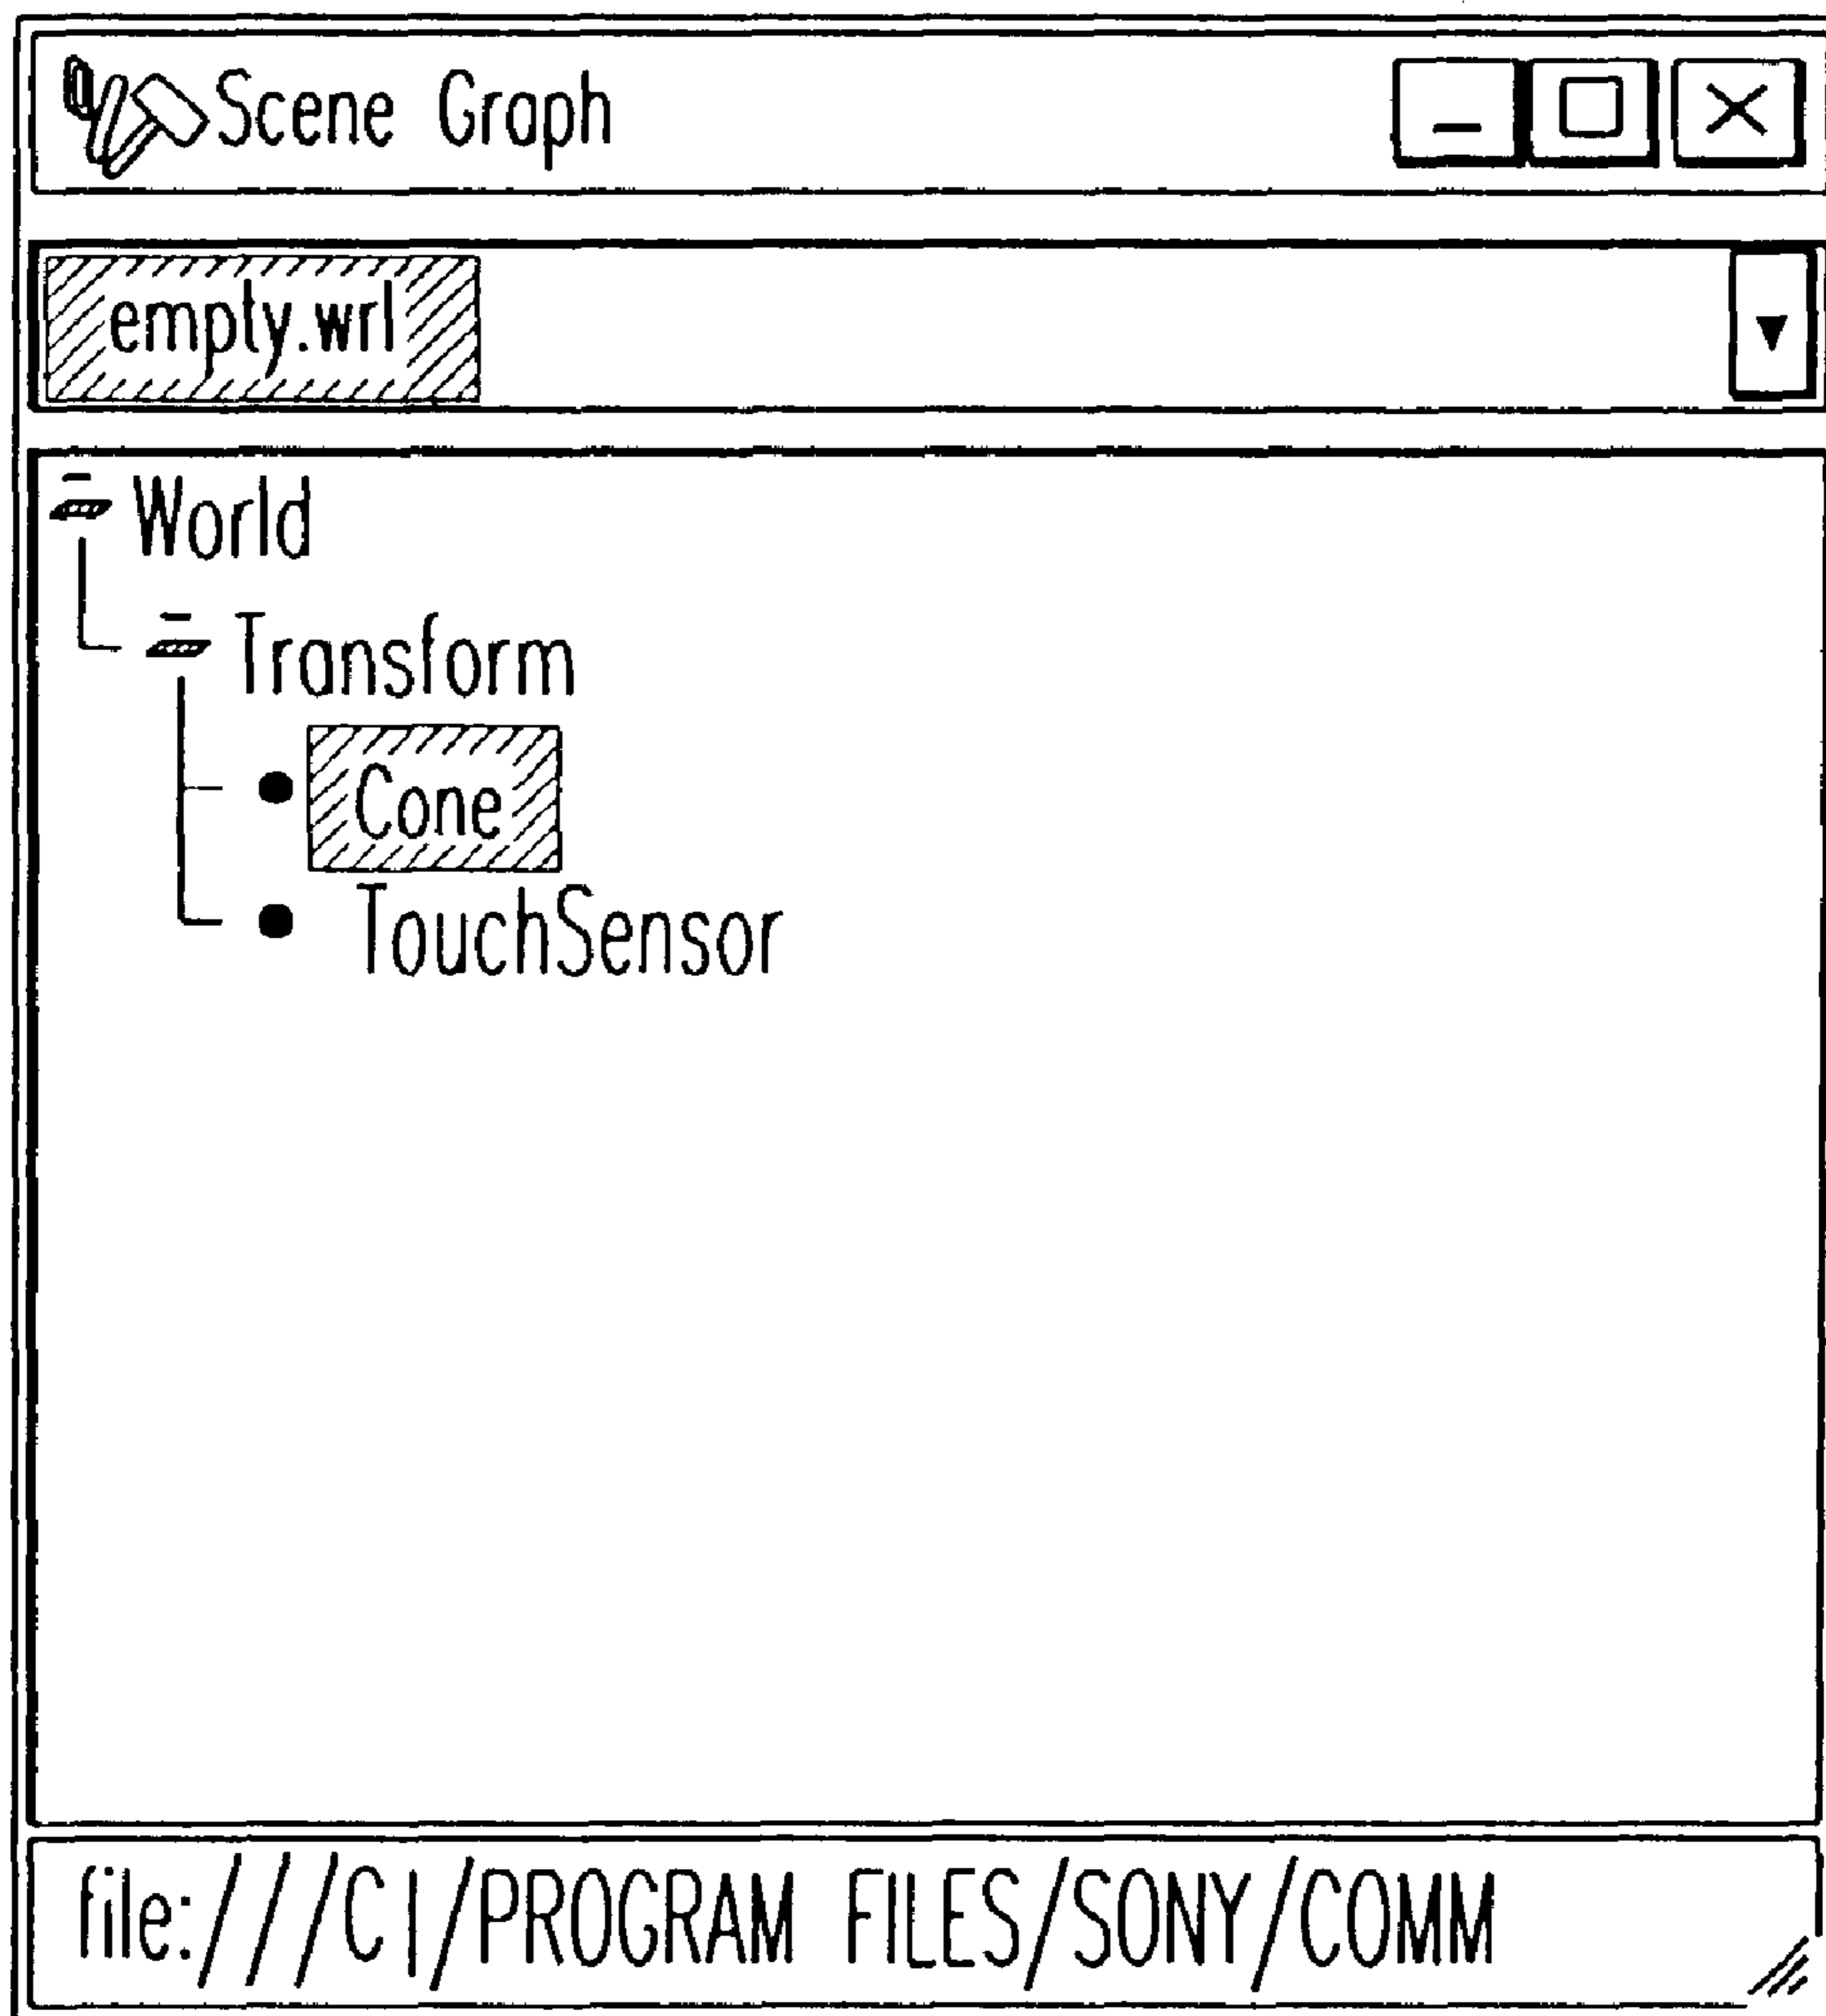 Scene Graph
empty.wrl
World
Transform
Cone
TouchSensor
file:///C|/PROGRAM FILES/SONY/COMM